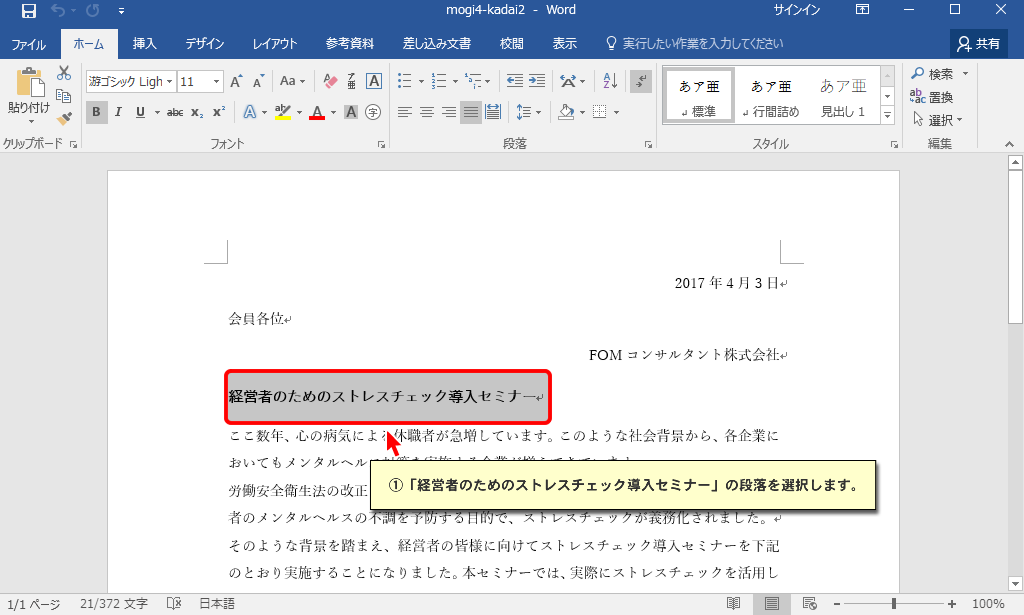 mogi4-kadai2 - Word
サインイン
ファイル ホーム 挿入 デザイン レイアウト 参考資料 差し込み文書 校閲 表示 実行したい作業を入力してください 共有
貼り付け
游ゴシック Ligh 11
B I U abc x₂ x²
あア亜 あア亜 あア亜
標準 行間詰め 見出し 1
検索
置換
選択
クリップボード フォント 段落 スタイル 編集
2017 年 4 月 3 日
会員各位
FOM コンサルタント株式会社
経営者のためのストレスチェック導入セミナー
ここ数年、心の病気による休職者が急増しています。このような社会背景から、各企業に
おいてもメンタルヘルス
①「経営者のためのストレスチェック導入セミナー」の段落を選択します。
労働安全衛生法の改正
者のメンタルヘルスの不調を予防する目的で、ストレスチェックが義務化されました。
そのような背景を踏まえ、経営者の皆様に向けてストレスチェック導入セミナーを下記
のとおり実施することになりました。本セミナーでは、実際にストレスチェックを活用し
1/1 ページ 21/372 文字 日本語 100%